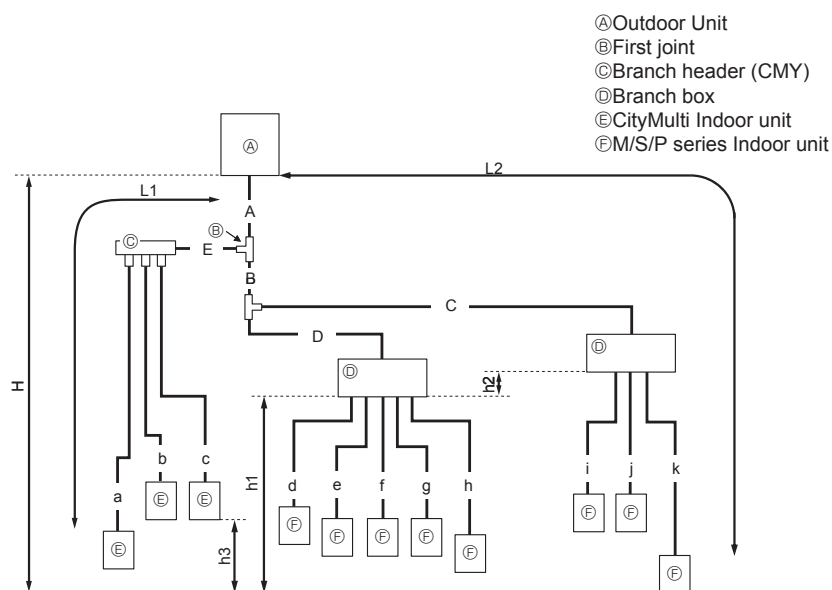 ⒶOutdoor Unit
ⒷFirst joint
ⒸBranch header (CMY)
ⒹBranch box
ⒺCityMulti Indoor unit
ⒻM/S/P series Indoor unit
Ⓐ
L2
L1
A
Ⓑ
Ⓒ
E
B
C
D
Ⓓ
Ⓓ
h2
H
a
b
c
d
e
f
g
h
i
j
k
h1
h3
Ⓔ
Ⓔ
Ⓔ
Ⓕ
Ⓕ
Ⓕ
Ⓕ
Ⓕ
Ⓕ
Ⓕ
Ⓕ